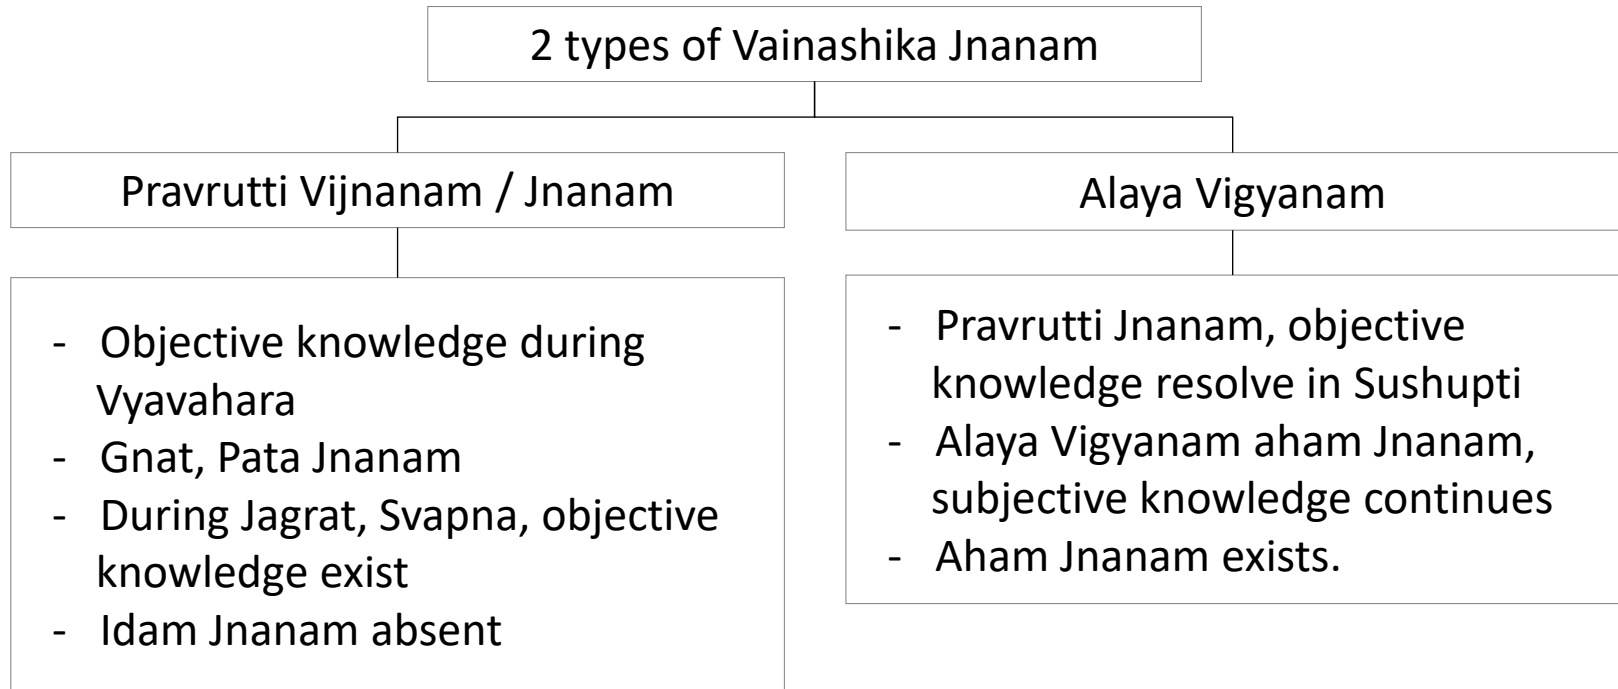 2 types of Vainashika Jnanam
Pravrutti Vijnanam / Jnanam
- Objective knowledge during
Vyavahara
- Gnat, Pata Jnanam
- During Jagrat, Svapna, objective
knowledge exist
- Idam Jnanam absent
Alaya Vigyanam
- Pravrutti Jnanam, objective
knowledge resolve in Sushupti
- Alaya Vigyanam aham Jnanam,
subjective knowledge continues
- Aham Jnanam exists.